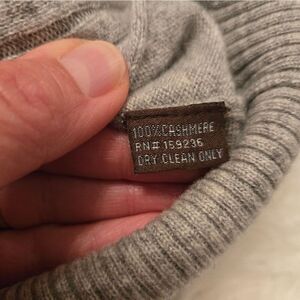 100% CASHMERE
RN# 159236
DRY CLEAN ONLY